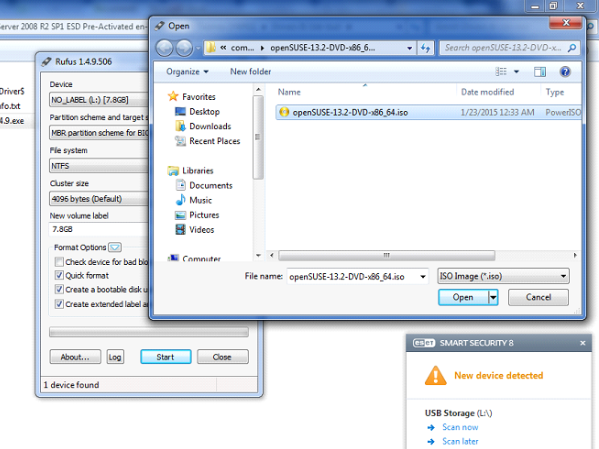 erver 2008 R2 SP1 ESD Pre-Activated en-
Driver$
nfo.txt
4.9.exe
Rufus 1.4.9.506
Device
NO_LABEL (L:) [7.8GB]
Partition scheme and target s
MBR partition scheme for BIO
File system
NTFS
Cluster size
4096 bytes (Default)
New volume label
7.8GB
Format Options
Check device for bad blo
Quick format
Create a bootable disk u
Create extended label a
About...
Log
Start
Close
1 device found
Open
« com... ▸ openSUSE-13.2-DVD-x86_6...
Search openSUSE-13.2-DVD-x...
Organize
New folder
Name
Date modified
Type
Favorites
Desktop
Downloads
Recent Places
Libraries
Documents
Music
Pictures
Videos
Computer
openSUSE-13.2-DVD-x86_64.iso
1/23/2015 12:33 AM
PowerISO
File name:
openSUSE-13.2-DVD-x86_64.iso
ISO Image (*.iso)
Open
Cancel
eset SMART SECURITY 8
New device detected
USB Storage (L:\)
Scan now
Scan later